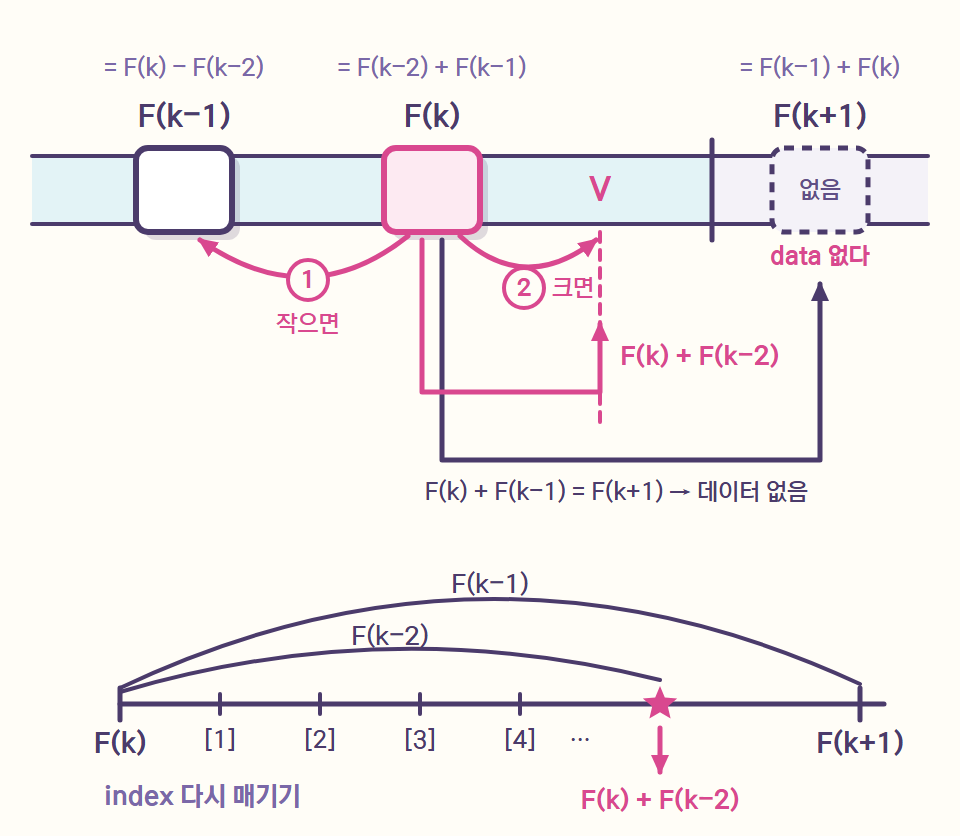 = F(k) − F(k−2)
= F(k−2) + F(k−1)
= F(k−1) + F(k)
F(k−1)
F(k)
F(k+1)
V
없음
data 없다
1
작으면
2
크면
F(k) + F(k−2)
F(k) + F(k−1) = F(k+1) → 데이터 없음
F(k−1)
F(k−2)
F(k)
[1]
[2]
[3]
[4]
···
F(k+1)
index 다시 매기기
F(k) + F(k−2)